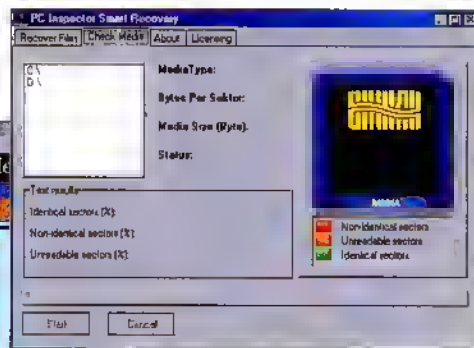 PC Inspector Smart Recovery
Recover Files Check Media About Licensing
C:\
D:\
MediaType:
Bytes Per Sektor:
Media Size (Byte):
Status:
Test results
Identical sectors (%):
Non-identical sectors (%):
Unreadable sectors (%):
MEDIA
Non-identical sectors
Unreadable sectors
Identical sectors
Start Cancel